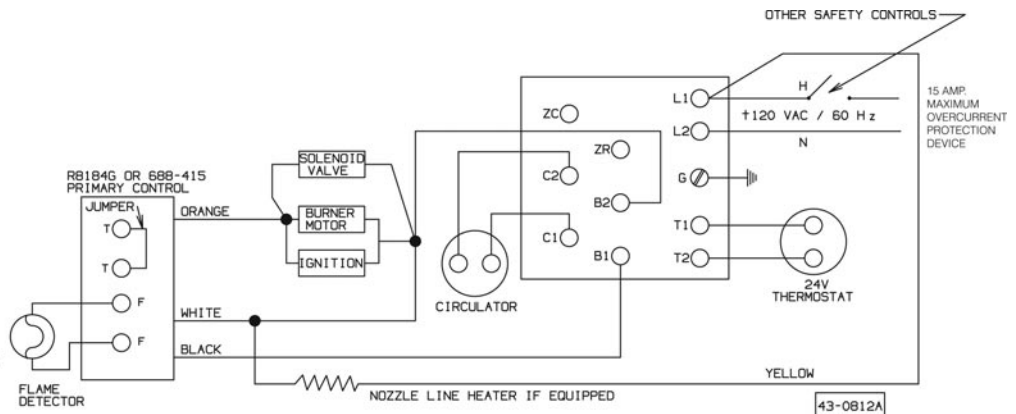 OTHER SAFETY CONTROLS
H
L1
†120 VAC / 60 Hz
15 AMP.
MAXIMUM
OVERCURRENT
PROTECTION
DEVICE
ZC
L2
N
ZR
SOLENOID
VALVE
C2
G
R8184G OR 688-415
PRIMARY CONTROL
JUMPER
ORANGE
BURNER
MOTOR
B2
T
T1
C1
IGNITION
B1
T2
T
24V
THERMOSTAT
CIRCULATOR
F
WHITE
F
BLACK
YELLOW
FLAME
DETECTOR
NOZZLE LINE HEATER IF EQUIPPED
43-0812A